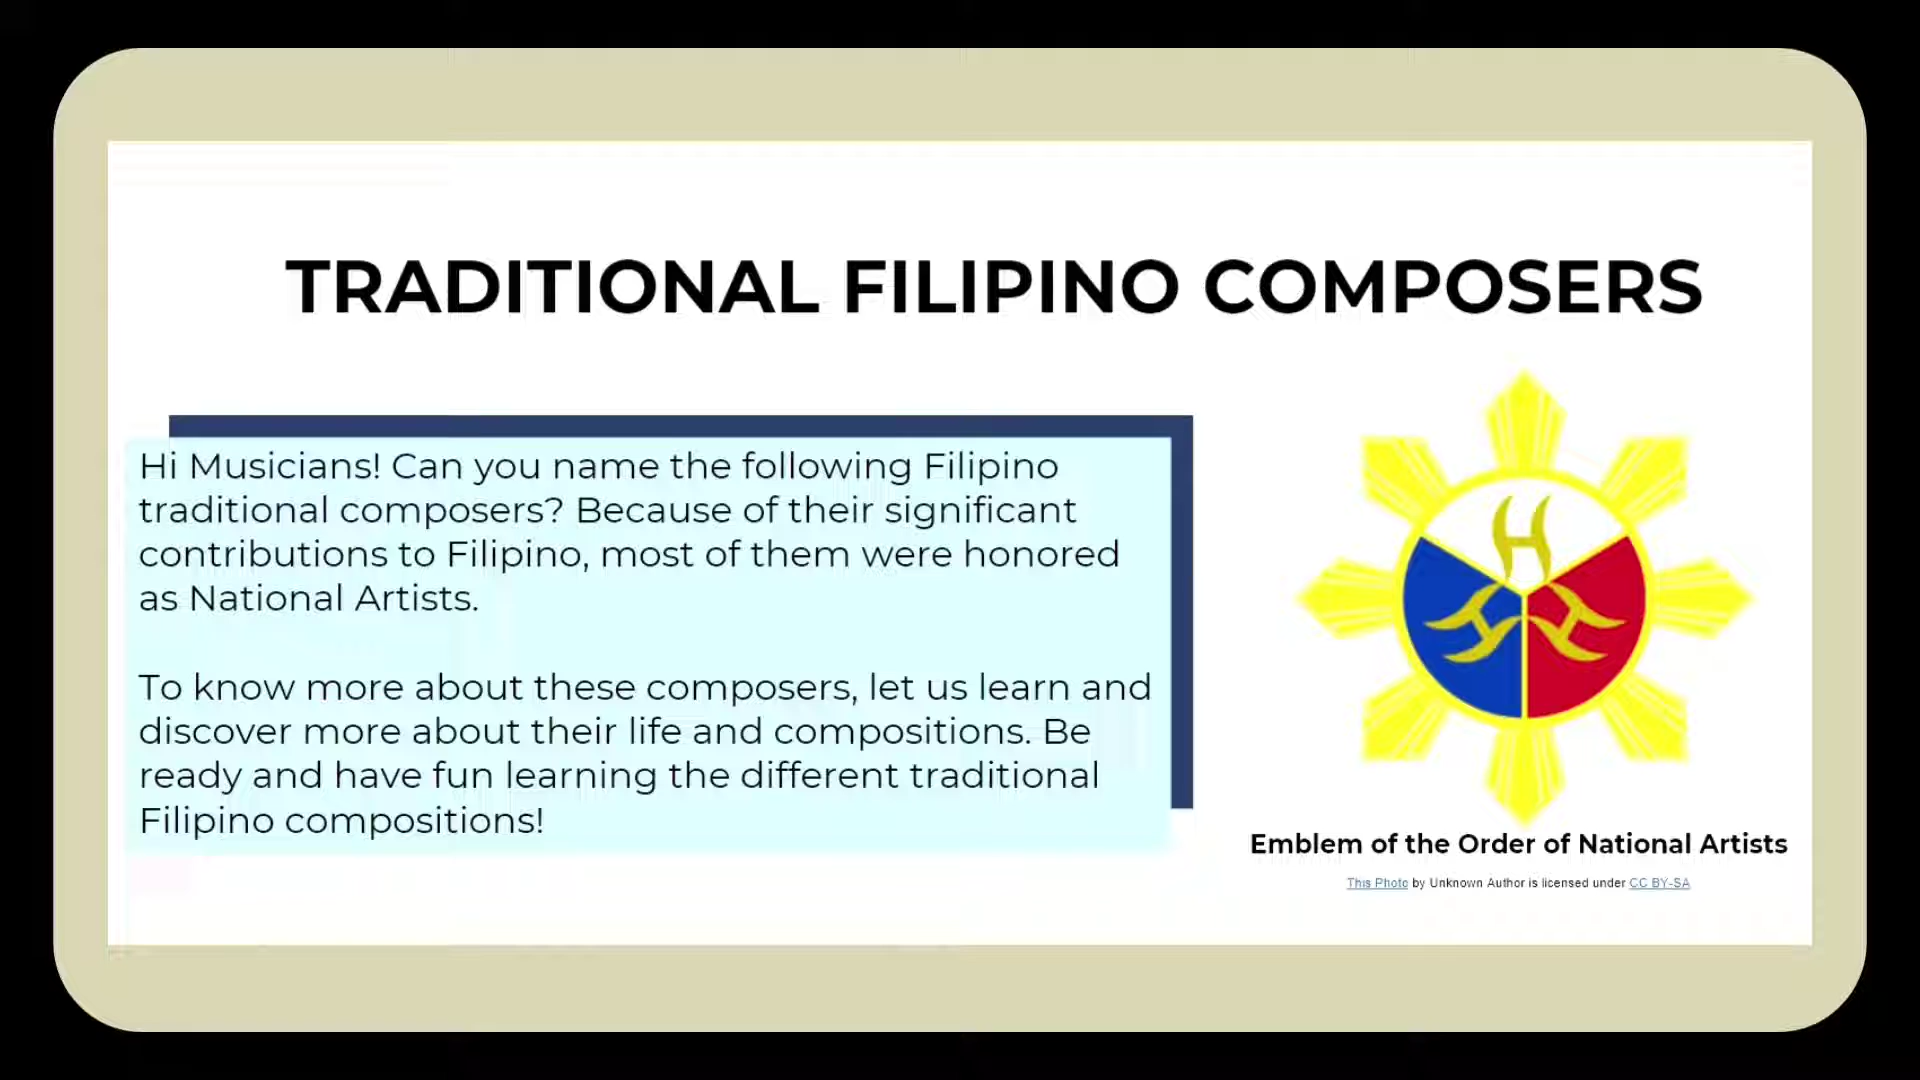 TRADITIONAL FILIPINO COMPOSERS
Hi Musicians! Can you name the following Filipino
traditional composers? Because of their significant
contributions to Filipino, most of them were honored
as National Artists.
To know more about these composers, let us learn and
discover more about their life and compositions. Be
ready and have fun learning the different traditional
Filipino compositions!
Emblem of the Order of National Artists
This Photo by Unknown Author is licensed under CC BY-SA